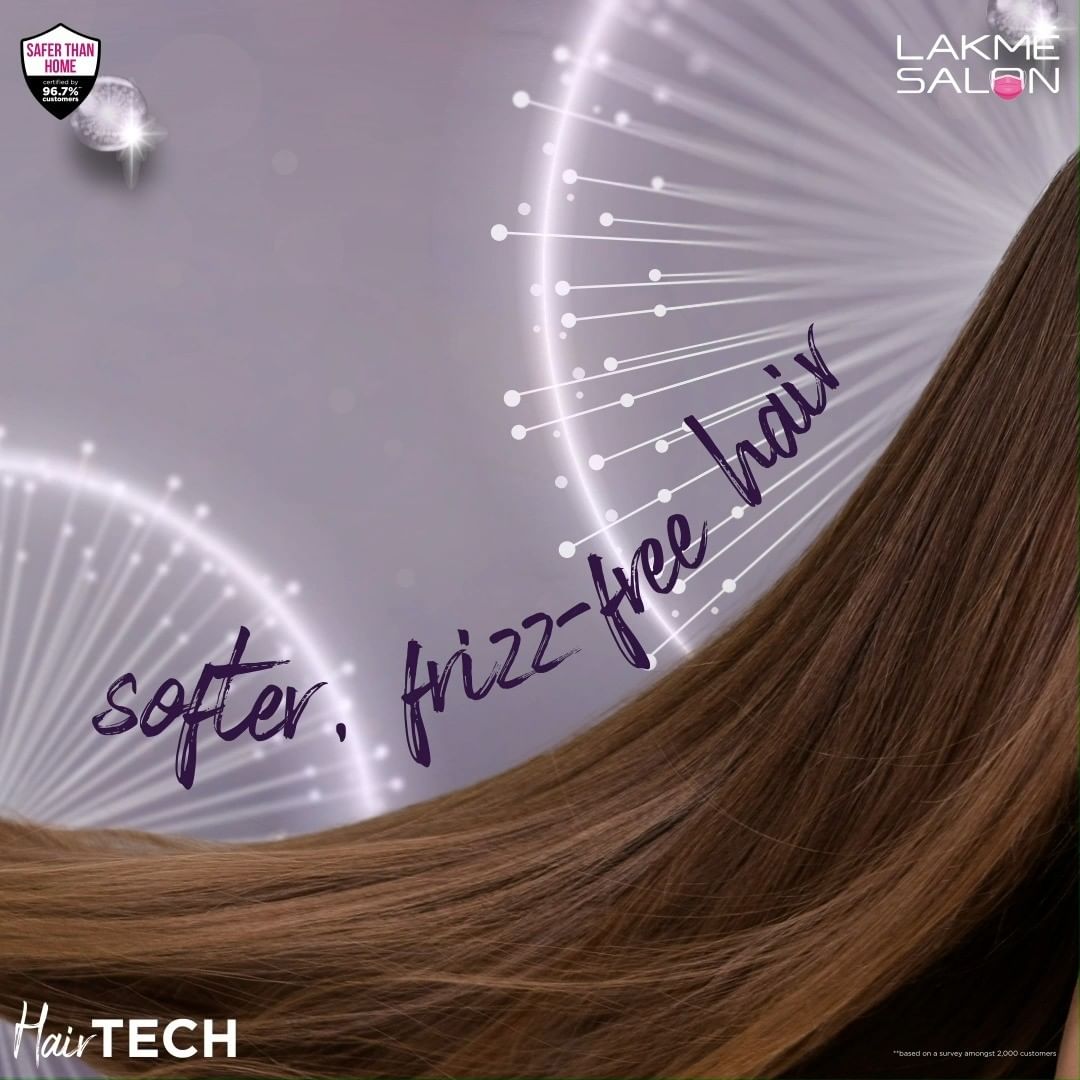 SAFER THAN
HOME
certified by
96.7%**
customers
LAKMĒ
SALON
softer, frizz-free hair
HairTECH
**based on a survey amongst 2,000 customers